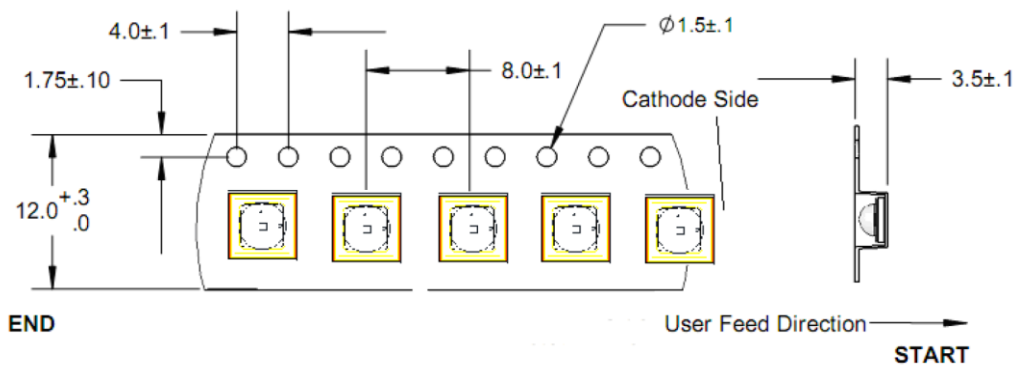 4.0±.1
Φ1.5±.1
1.75±.10
8.0±.1
3.5±.1
Cathode Side
12.0 +.3
.0
END
User Feed Direction
START